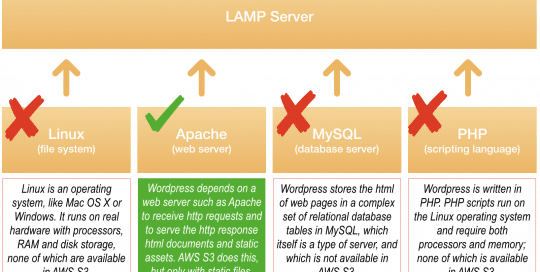 LAMP Server
Linux
(file system)
Apache
(web server)
MySQL
(database server)
PHP
(scripting language)
Linux is an operating
system, like Mac OS X or
Windows. It runs on real
hardware with processors,
RAM and disk storage,
none of which are available
in AWS S3
Wordpress depends on a
web server such as Apache
to receive http requests and
to serve the http response
html documents and static
assets. AWS S3 does this,
but only with static files
Wordpress stores the html
of web pages in a complex
set of relational database
tables in MySQL, which
itself is a type of server, and
which is not available in
AWS S3
Wordpress is written in
PHP. PHP scripts run on
the Linux operating system
and require both
processors and memory;
none of which is available
in AWS S3